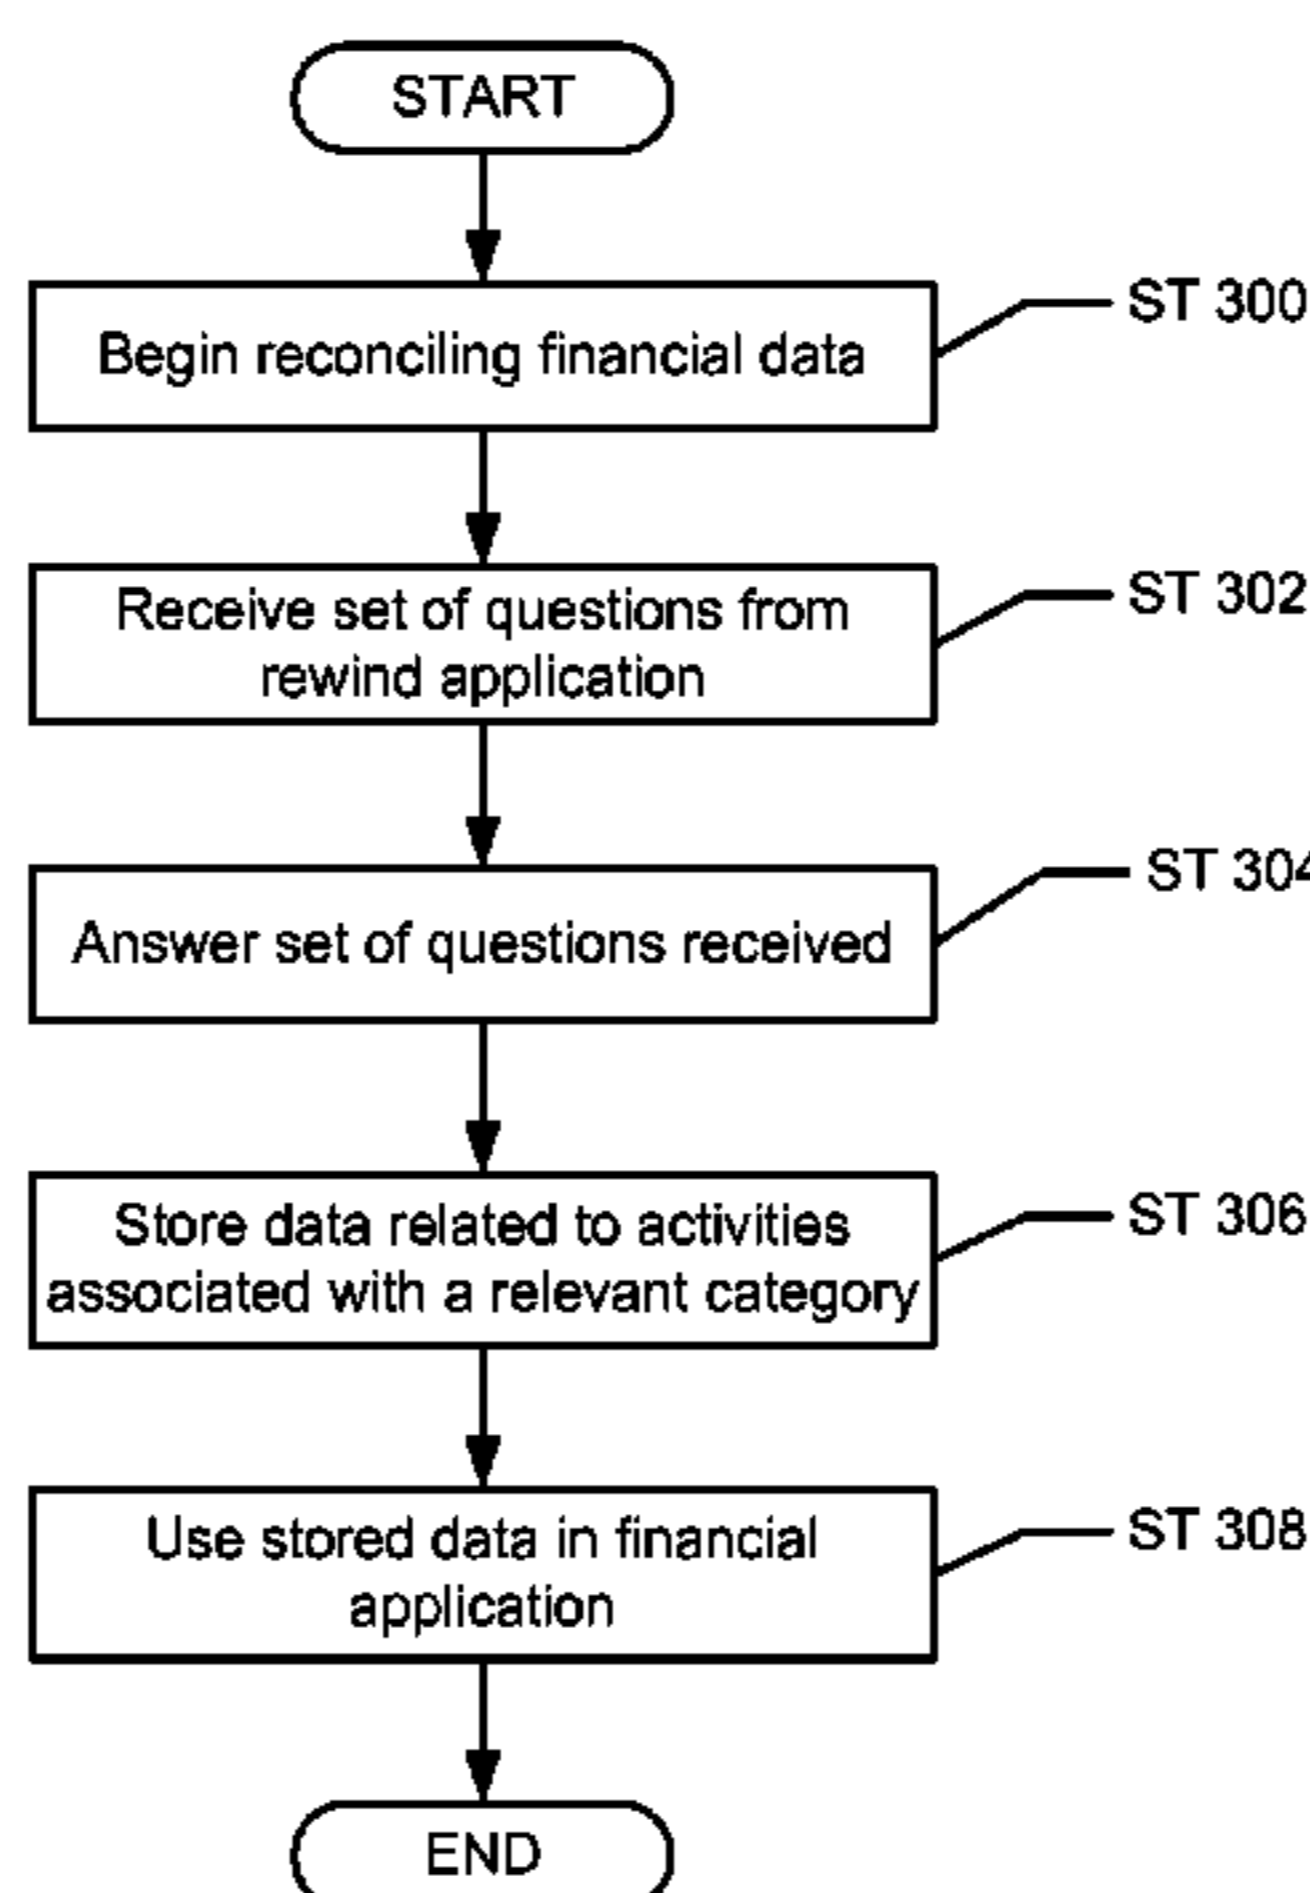 START
Begin reconciling financial data
ST 300
Receive set of questions from
rewind application
ST 302
Answer set of questions received
ST 304
Store data related to activities
associated with a relevant category
ST 306
Use stored data in financial
application
ST 308
END